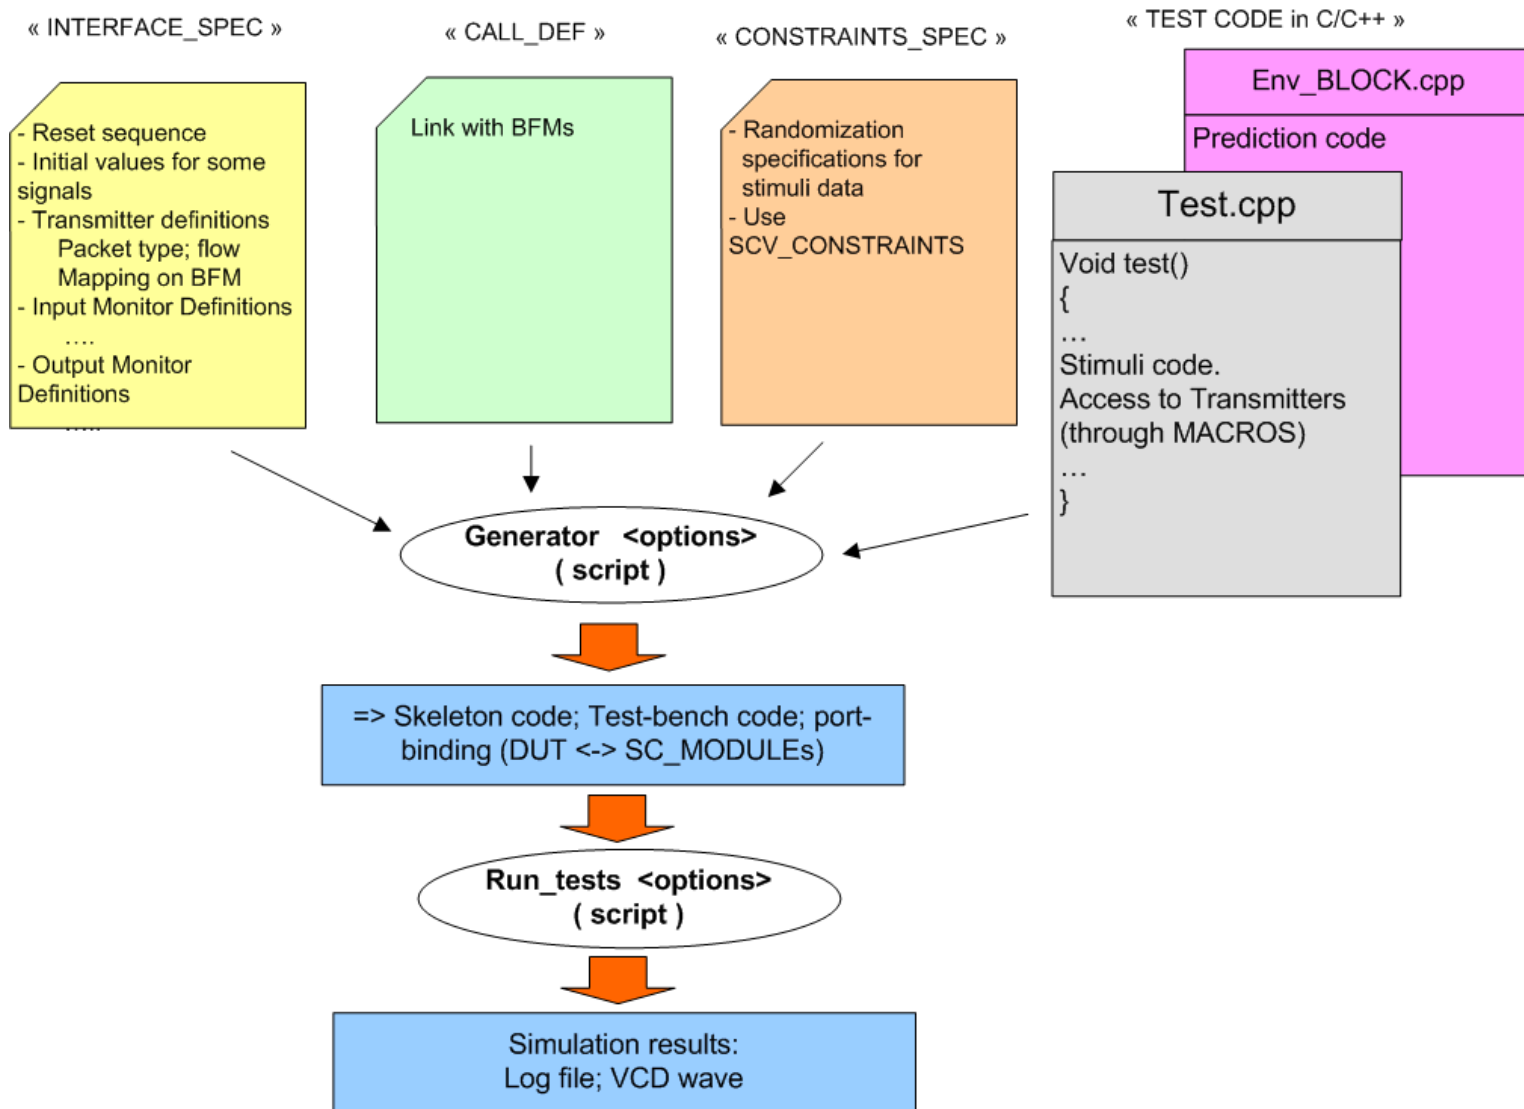 « INTERFACE_SPEC »
- Reset sequence
- Initial values for some
signals
- Transmitter definitions
Packet type; flow
Mapping on BFM
- Input Monitor Definitions
....
- Output Monitor
Definitions
.....
« CALL_DEF »
Link with BFMs
« CONSTRAINTS_SPEC »
- Randomization
specifications for
stimuli data
- Use
SCV_CONSTRAINTS
« TEST CODE in C/C++ »
Env_BLOCK.cpp
Prediction code
Test.cpp
Void test()
{
...
Stimuli code.
Access to Transmitters
(through MACROS)
...
}
Generator <options>
( script )
=> Skeleton code; Test-bench code; port-
binding (DUT <-> SC_MODULEs)
Run_tests <options>
( script )
Simulation results:
Log file; VCD wave